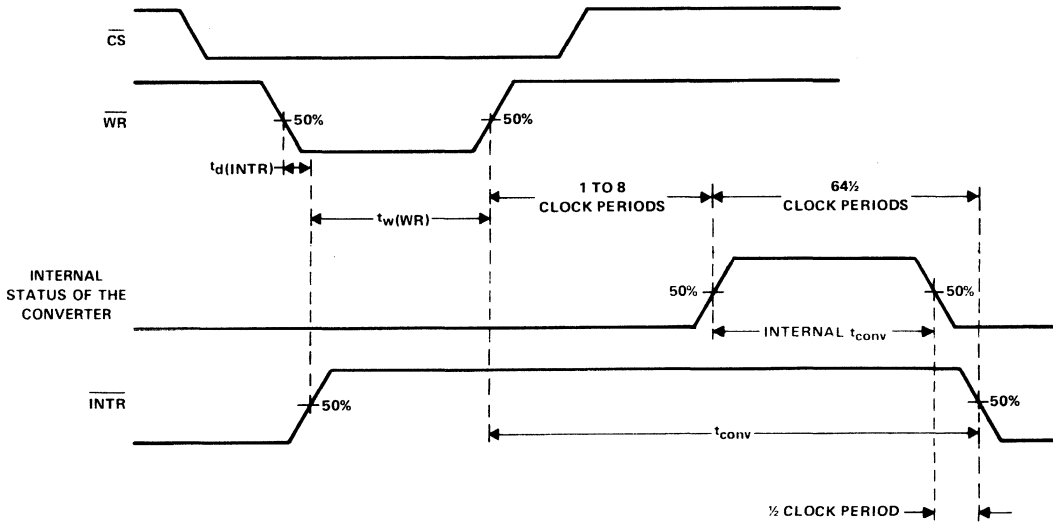 CS
WR
50%
50%
td(INTR)
1 TO 8
CLOCK PERIODS
64½
CLOCK PERIODS
tw(WR)
INTERNAL
STATUS OF THE
CONVERTER
50%
50%
INTERNAL tconv
INTR
50%
50%
tconv
½ CLOCK PERIOD